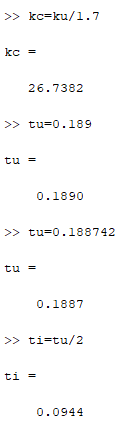 >> kc=ku/1.7
kc =
26.7382
>> tu=0.189
tu =
0.1890
>> tu=0.188742
tu =
0.1887
>> ti=tu/2
ti =
0.0944